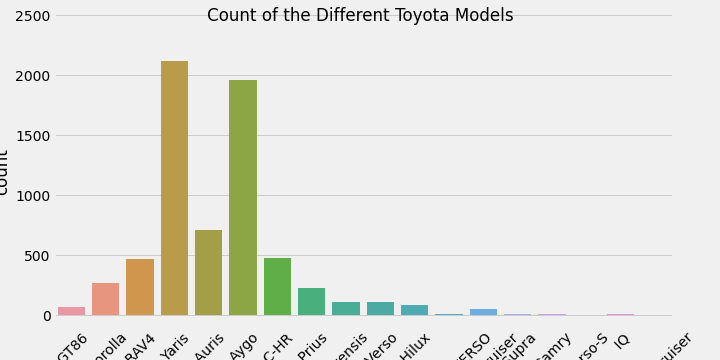 Count of the Different Toyota Models
2500
2000
1500
1000
500
0
count
GT86
orolla
RAV4
Yaris
Auris
Aygo
C-HR
Prius
ensis
Verso
Hilux
ERSO
uiser
upra
amry
rso-S
IQ
ruiser